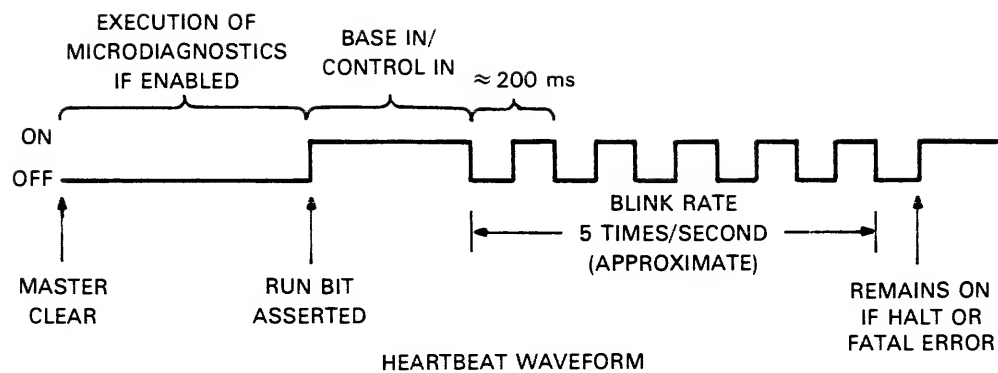 EXECUTION OF
MICRODIAGNOSTICS
IF ENABLED
BASE IN/
CONTROL IN
≈ 200 ms
ON
OFF
BLINK RATE
5 TIMES/SECOND
(APPROXIMATE)
MASTER
CLEAR
RUN BIT
ASSERTED
REMAINS ON
IF HALT OR
FATAL ERROR
HEARTBEAT WAVEFORM